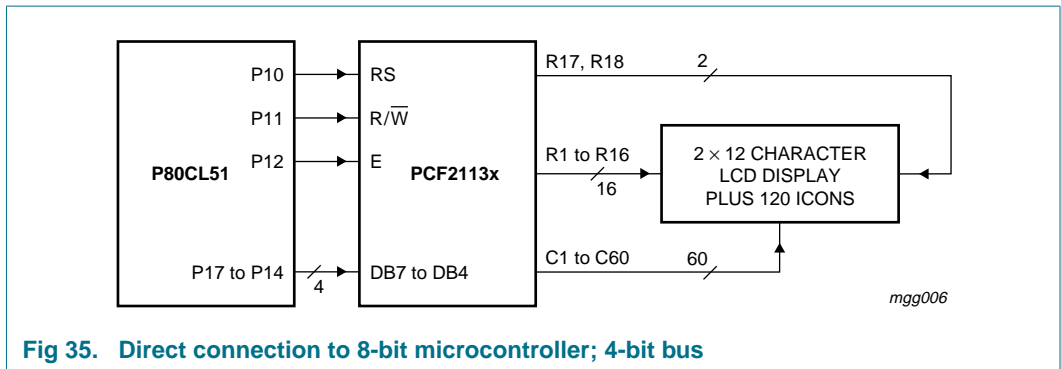 P80CL51
P10
P11
P12
P17 to P14
4
RS
R/W̅
E
DB7 to DB4
PCF2113x
R17, R18
2
R1 to R16
16
C1 to C60
60
2 × 12 CHARACTER
LCD DISPLAY
PLUS 120 ICONS
mgg006
Fig 35. Direct connection to 8-bit microcontroller; 4-bit bus